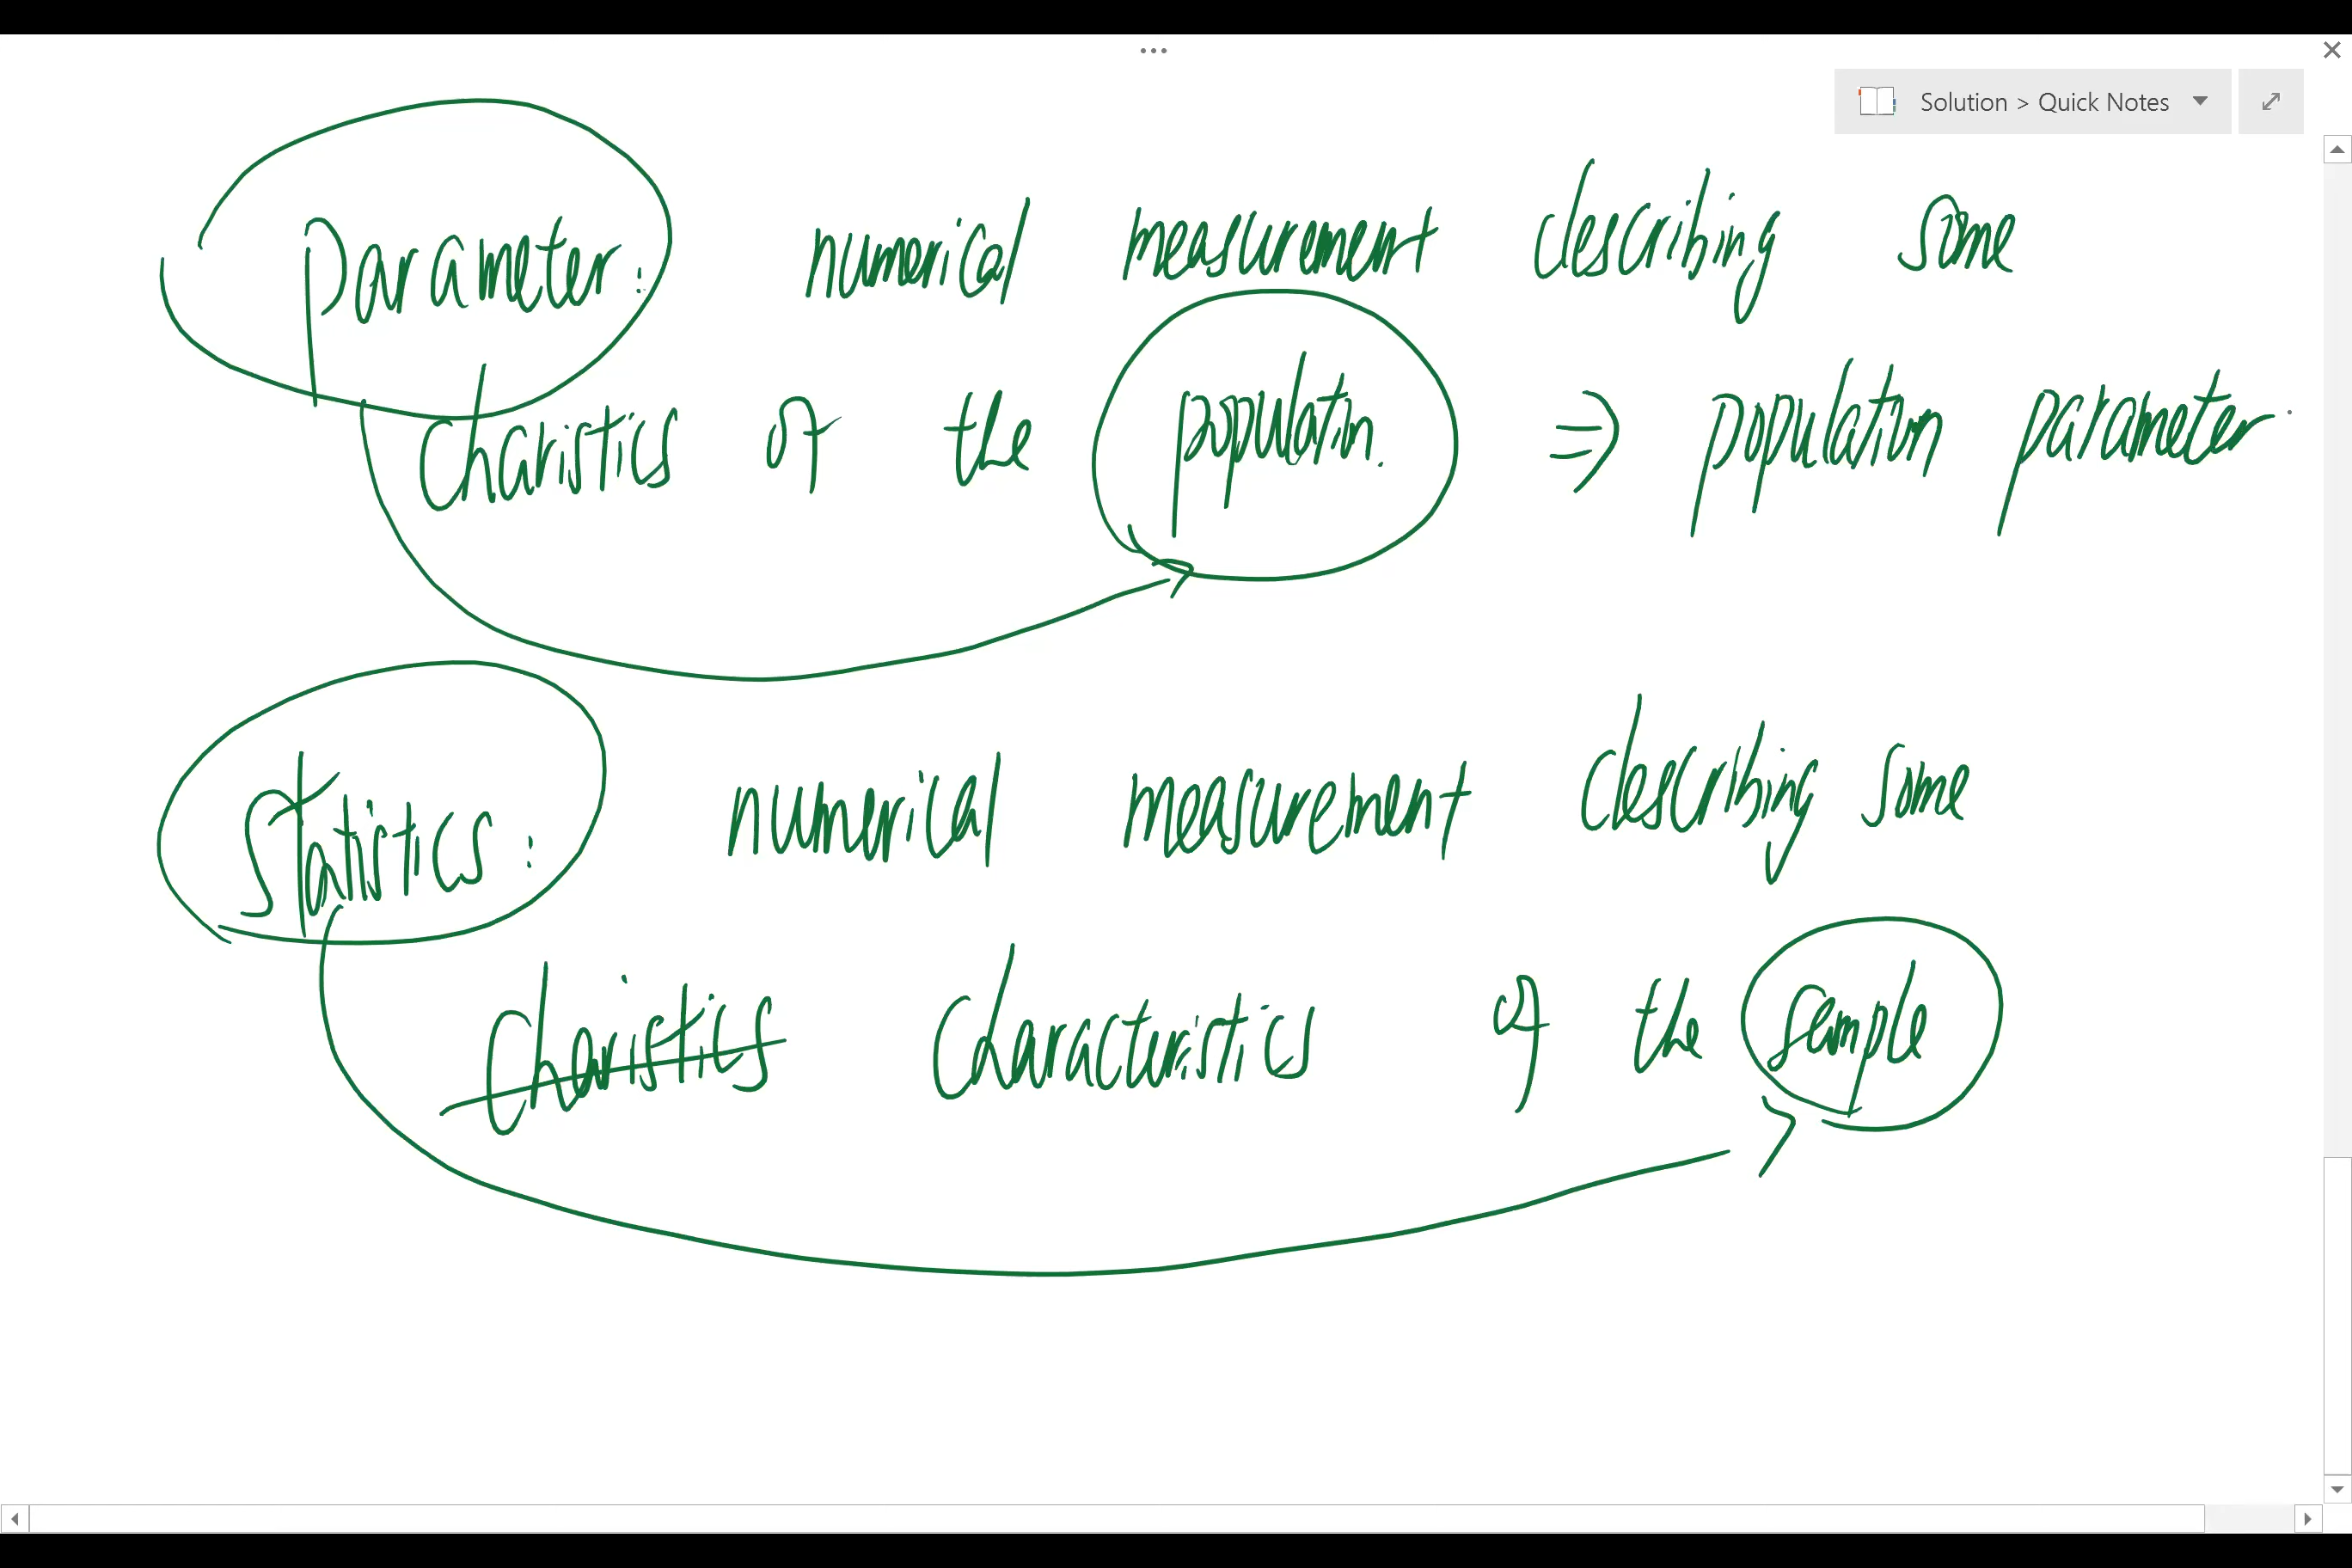 Solution > Quick Notes
parameter: numerical measurement describing some
charistics of the population. ⇒ population parameter.
Statistics: numerical measurement describing some
charistics characteristics of the sample